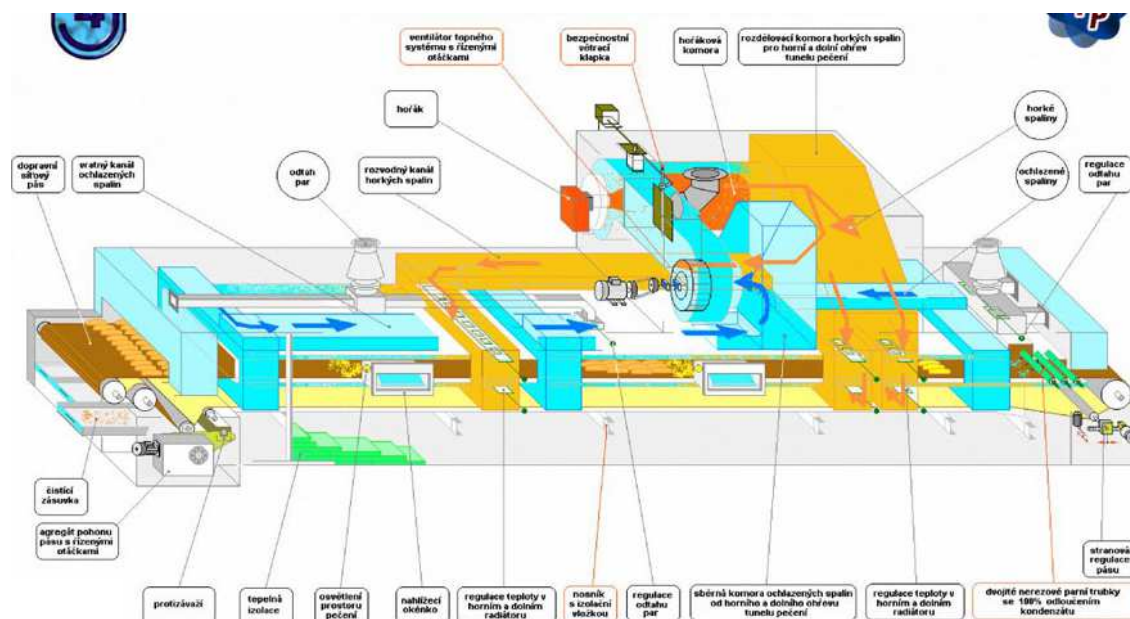 ventilátor topného
systému s řízenými
otáčkami
bezpečnostní
větrací
klapka
hořáková
komora
rozdělovací komora horkých spalin
pro horní a dolní ohřev
tunelu pečení
hořák
horké
spaliny
dopravní
síťový
pás
vratný kanál
ochlazených
spalin
odtah
par
rozvodný kanál
horkých spalin
ochlazené
spaliny
regulace
odtahu
par
čistící
zásuvka
agregát pohonu
pásu s řízenými
otáčkami
stranová
regulace
pásu
protizávaží
tepelná
izolace
osvětlení
prostoru
pečení
nahlížecí
okénko
regulace teploty v
horním a dolním
radiátoru
nosník
s izolační
vložkou
regulace
odtahu
par
sběrná komora ochlazených spalin
od horního a dolního ohřevu
tunelu pečení
regulace teploty v
horním a dolním
radiátoru
dvojité nerezové parní trubky
se 100% odloučením
kondenzátu